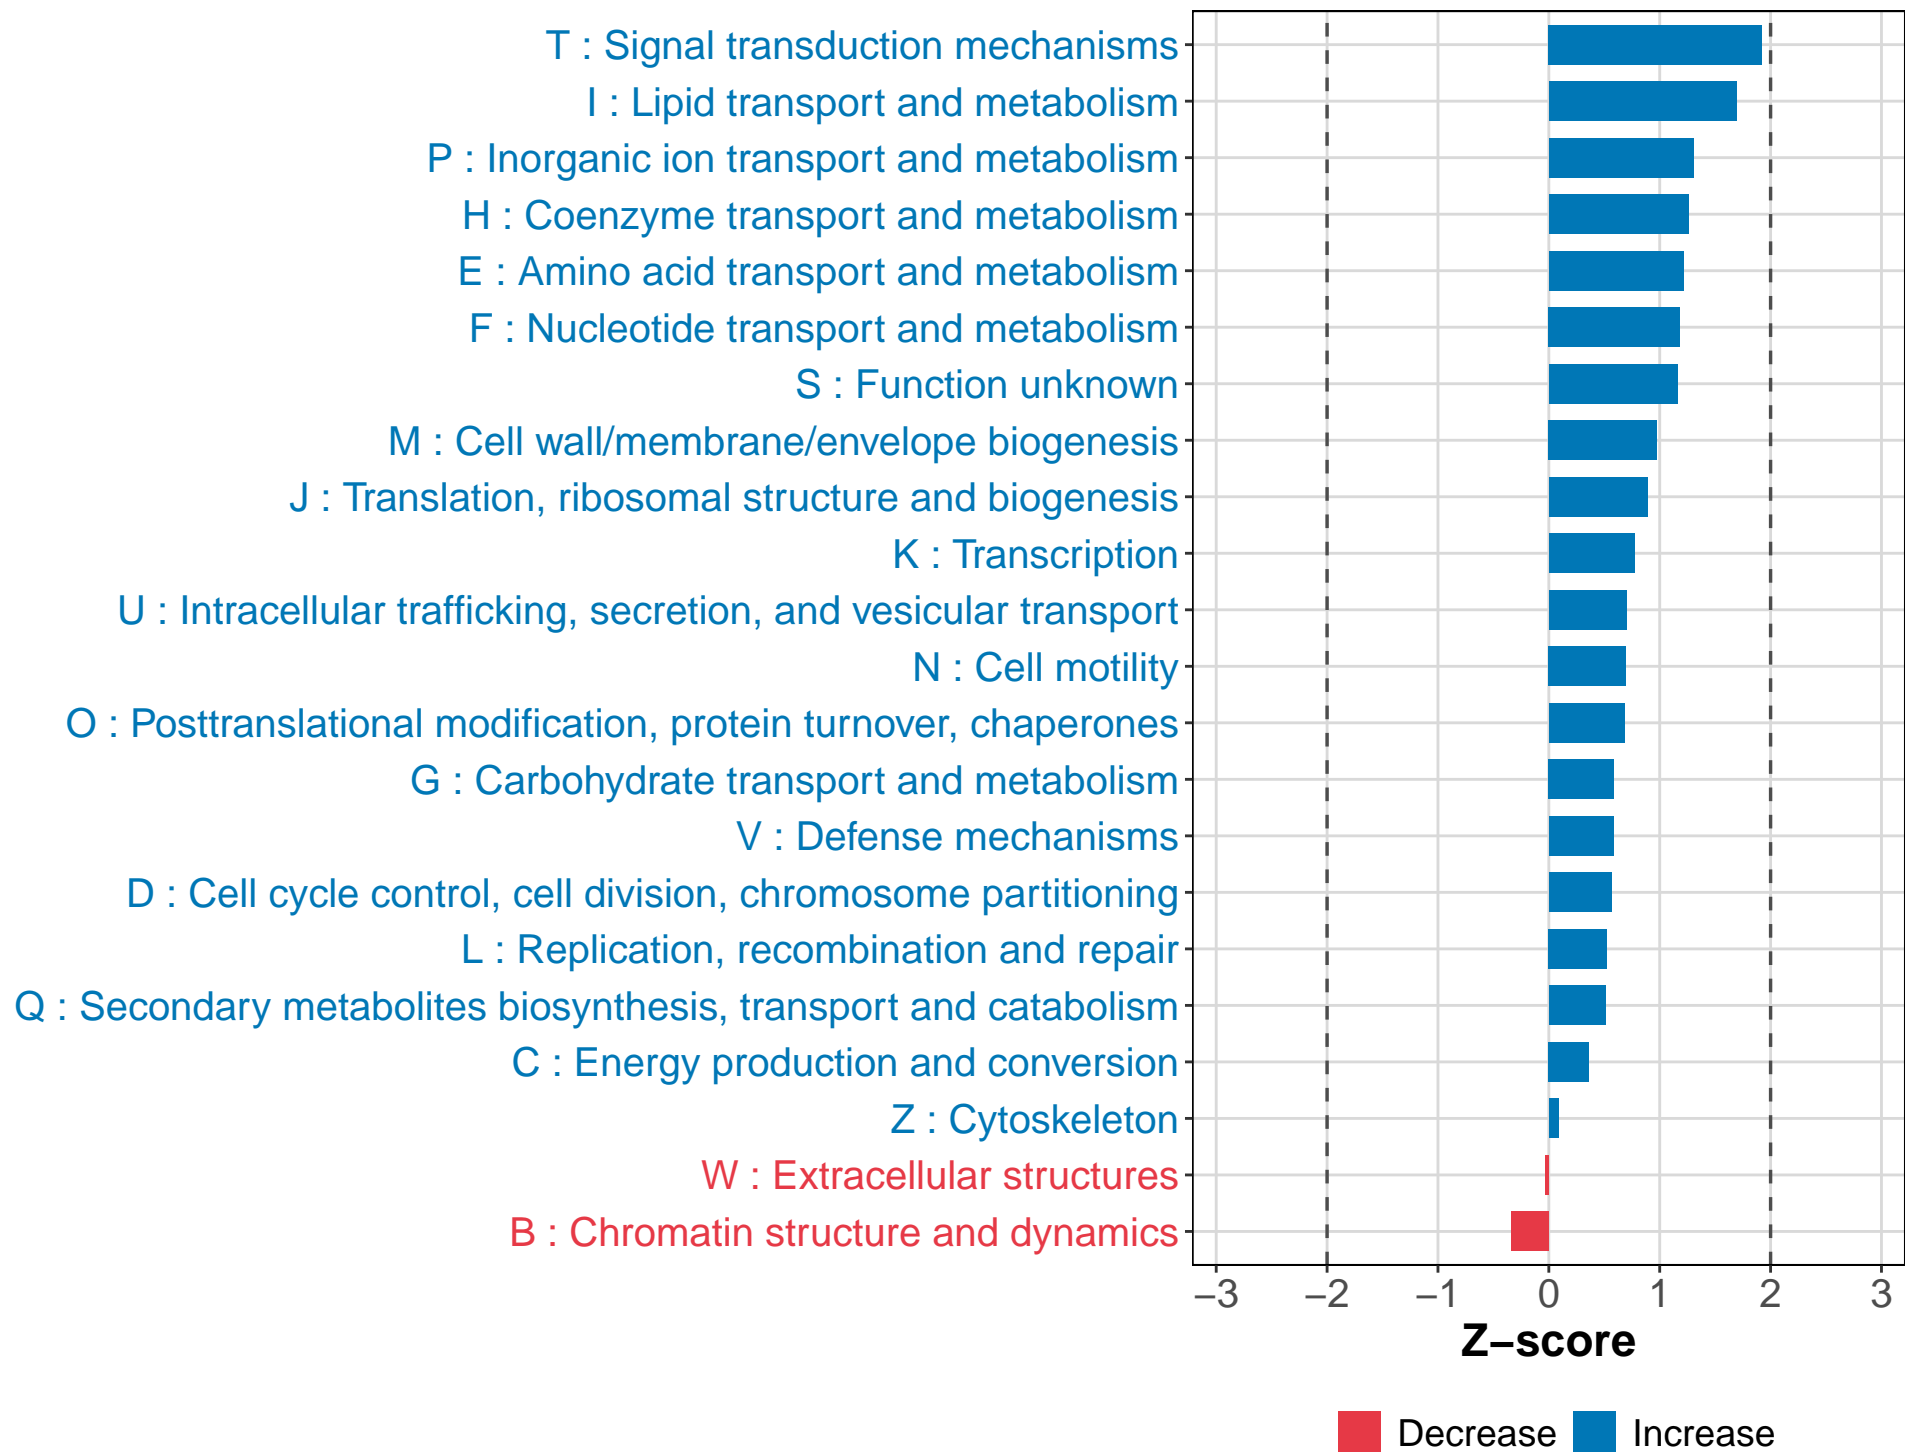 T : Signal transduction mechanisms
I : Lipid transport and metabolism
P : Inorganic ion transport and metabolism
H : Coenzyme transport and metabolism
E : Amino acid transport and metabolism
F : Nucleotide transport and metabolism
S : Function unknown
M : Cell wall/membrane/envelope biogenesis
J : Translation, ribosomal structure and biogenesis
K : Transcription
U : Intracellular trafficking, secretion, and vesicular transport
N : Cell motility
O : Posttranslational modification, protein turnover, chaperones
G : Carbohydrate transport and metabolism
V : Defense mechanisms
D : Cell cycle control, cell division, chromosome partitioning
L : Replication, recombination and repair
Q : Secondary metabolites biosynthesis, transport and catabolism
C : Energy production and conversion
Z : Cytoskeleton
W : Extracellular structures
B : Chromatin structure and dynamics
−3 −2 −1 0 1 2 3
Z−score
Decrease Increase